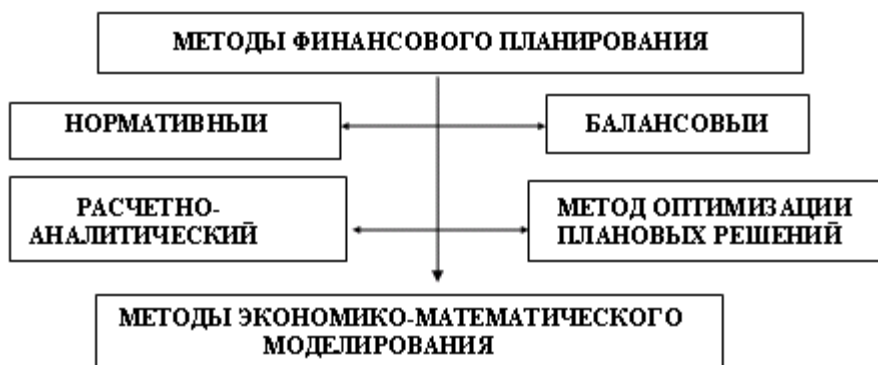 МЕТОДЫ ФИНАНСОВОГО ПЛАНИРОВАНИЯ
НОРМАТИВНЫЙ
БАЛАНСОВЫЙ
РАСЧЕТНО-
АНАЛИТИЧЕСКИЙ
МЕТОД ОПТИМИЗАЦИИ
ПЛАНОВЫХ РЕШЕНИЙ
МЕТОДЫ ЭКОНОМИКО-МАТЕМАТИЧЕСКОГО
МОДЕЛИРОВАНИЯ